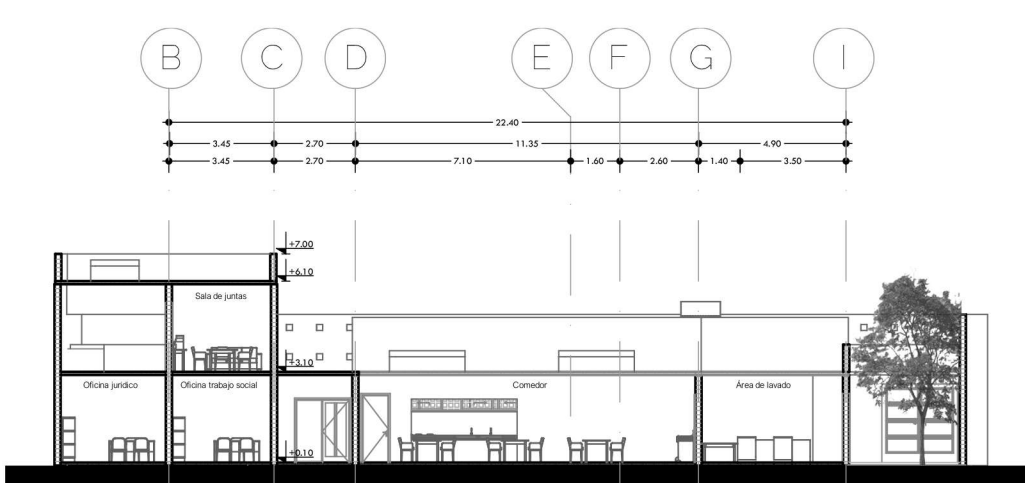 B C D E F G I
22.40
3.45 2.70 11.35 4.90
3.45 2.70 7.10 1.60 2.60 1.40 3.50
+7.00
+6.10
Sala de juntas
+3.10
Oficina juridico Oficina trabajo social Comedor Área de lavado
+0.10